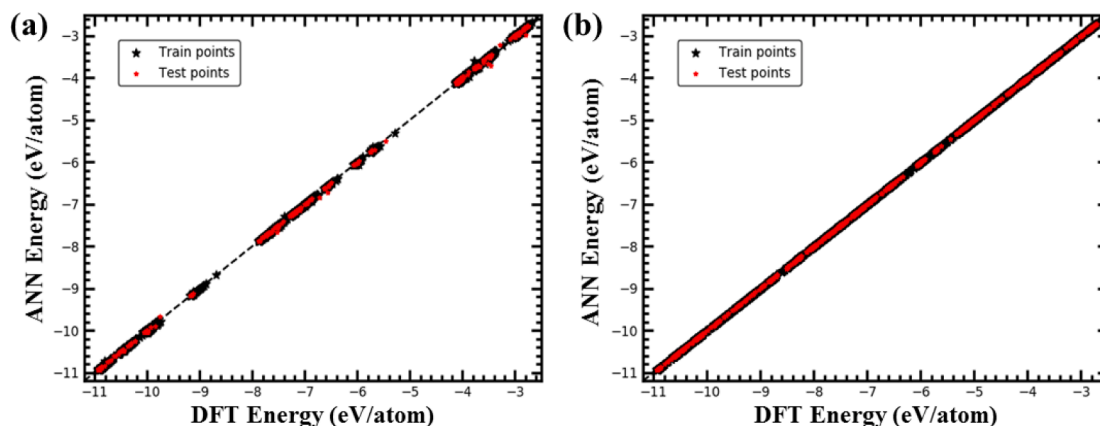 (a)
Train points
Test points
−3
−4
−5
−6
−7
−8
−9
−10
−11
ANN Energy (eV/atom)
−11 −10 −9 −8 −7 −6 −5 −4 −3
DFT Energy (eV/atom)
(b)
Train points
Test points
−3
−4
−5
−6
−7
−8
−9
−10
−11
ANN Energy (eV/atom)
−11 −10 −9 −8 −7 −6 −5 −4 −3
DFT Energy (eV/atom)